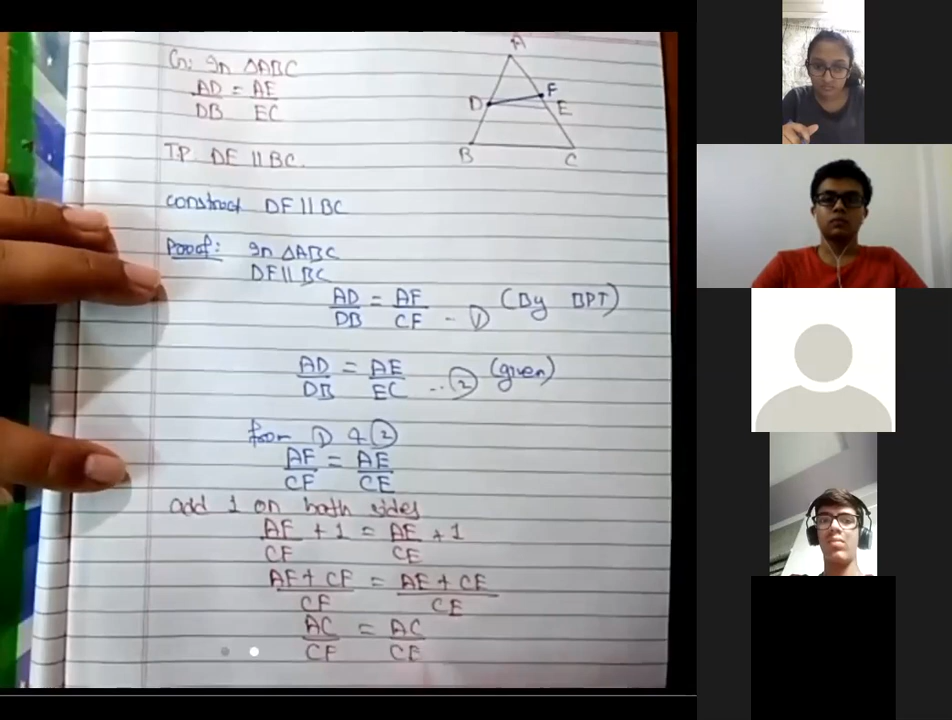 G: In △ABC
AD = AE
DB EC
T.P. DE || BC.
construct DF || BC
Proof: In △ABC
DF || BC
AD = AF (By BPT)
DB CF -- ①
AD = AE (given)
DB EC -- ②
from ① & ②
AF = AE
CF CE
add 1 on both sides
AF + 1 = AE + 1
CF CE
AF + CF = AE + CE
CF CE
AC = AC
CF CE
A
D
F
E
B
C